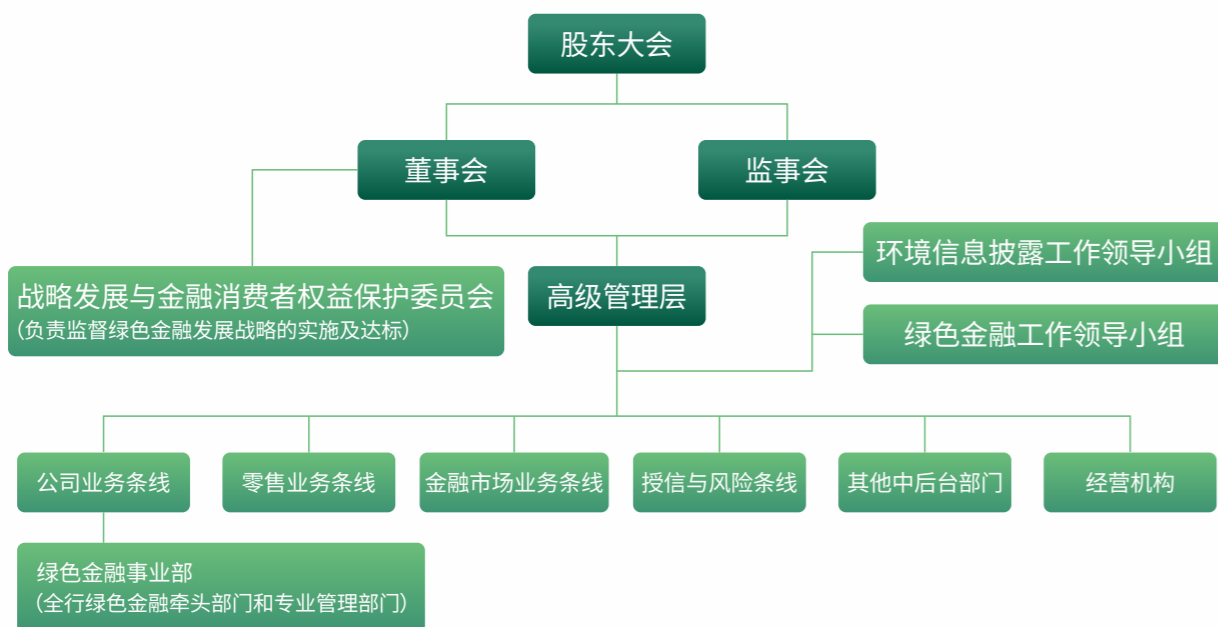 股东大会
董事会
监事会
环境信息披露工作领导小组
战略发展与金融消费者权益保护委员会
(负责监督绿色金融发展战略的实施及达标)
高级管理层
绿色金融工作领导小组
公司业务条线
零售业务条线
金融市场业务条线
授信与风险条线
其他中后台部门
经营机构
绿色金融事业部
(全行绿色金融牵头部门和专业管理部门)